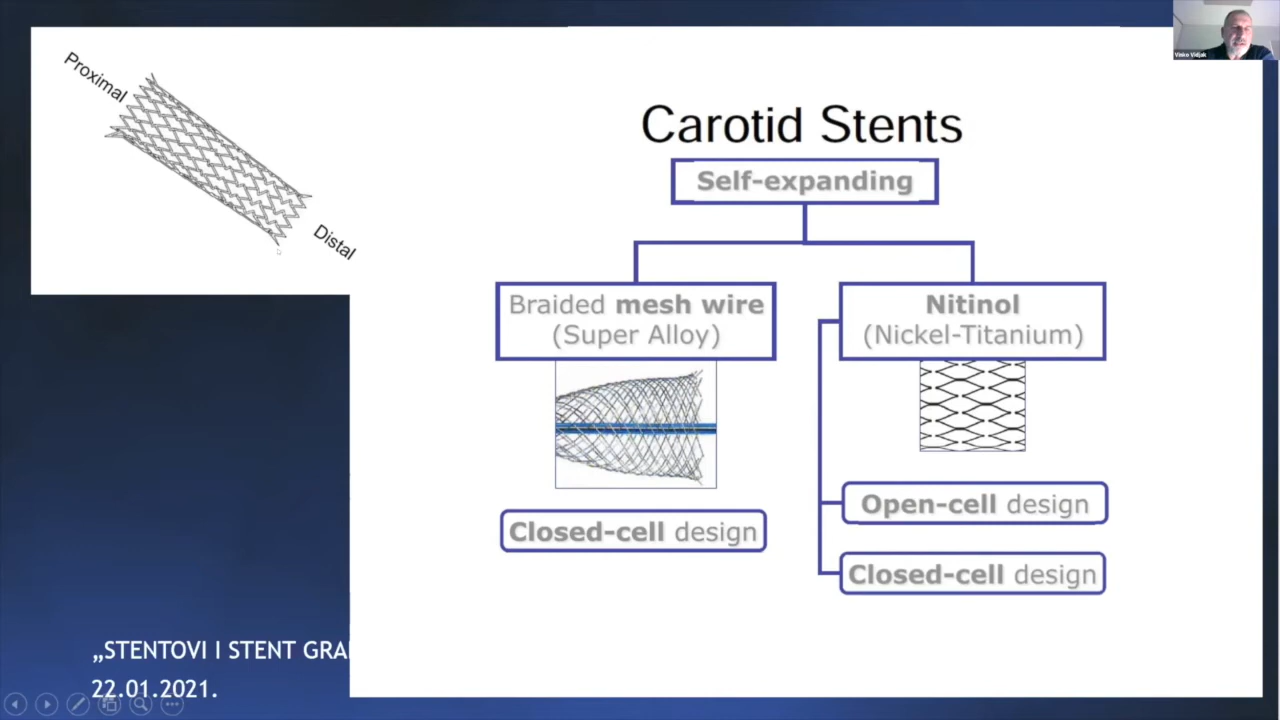 Vinko Vidjak
Proximal
Distal
Carotid Stents
Self-expanding
Braided mesh wire
(Super Alloy)
Nitinol
(Nickel-Titanium)
Open-cell design
Closed-cell design
Closed-cell design
„STENTOVI I STENT GRA
22.01.2021.